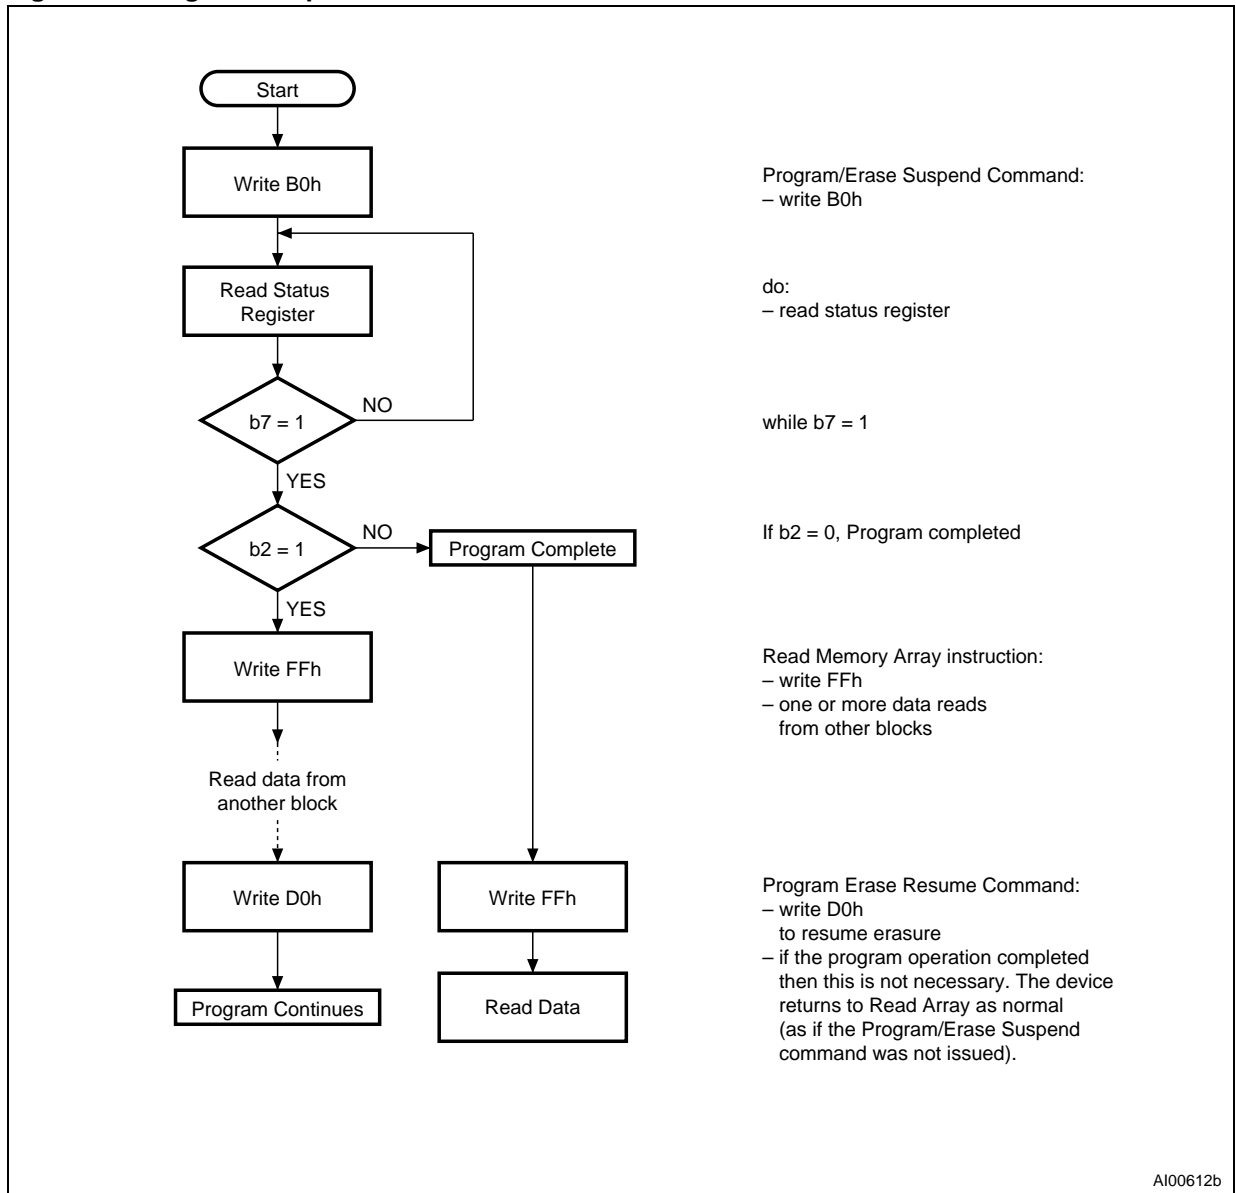 Start
Write B0h
Program/Erase Suspend Command:
– write B0h
Read Status
Register
do:
– read status register
b7 = 1
NO
while b7 = 1
YES
b2 = 1
NO
Program Complete
If b2 = 0, Program completed
YES
Write FFh
Read Memory Array instruction:
– write FFh
– one or more data reads
from other blocks
Read data from
another block
Write D0h
Write FFh
Program Erase Resume Command:
– write D0h
to resume erasure
– if the program operation completed
then this is not necessary. The device
returns to Read Array as normal
(as if the Program/Erase Suspend
command was not issued).
Program Continues
Read Data
AI00612b